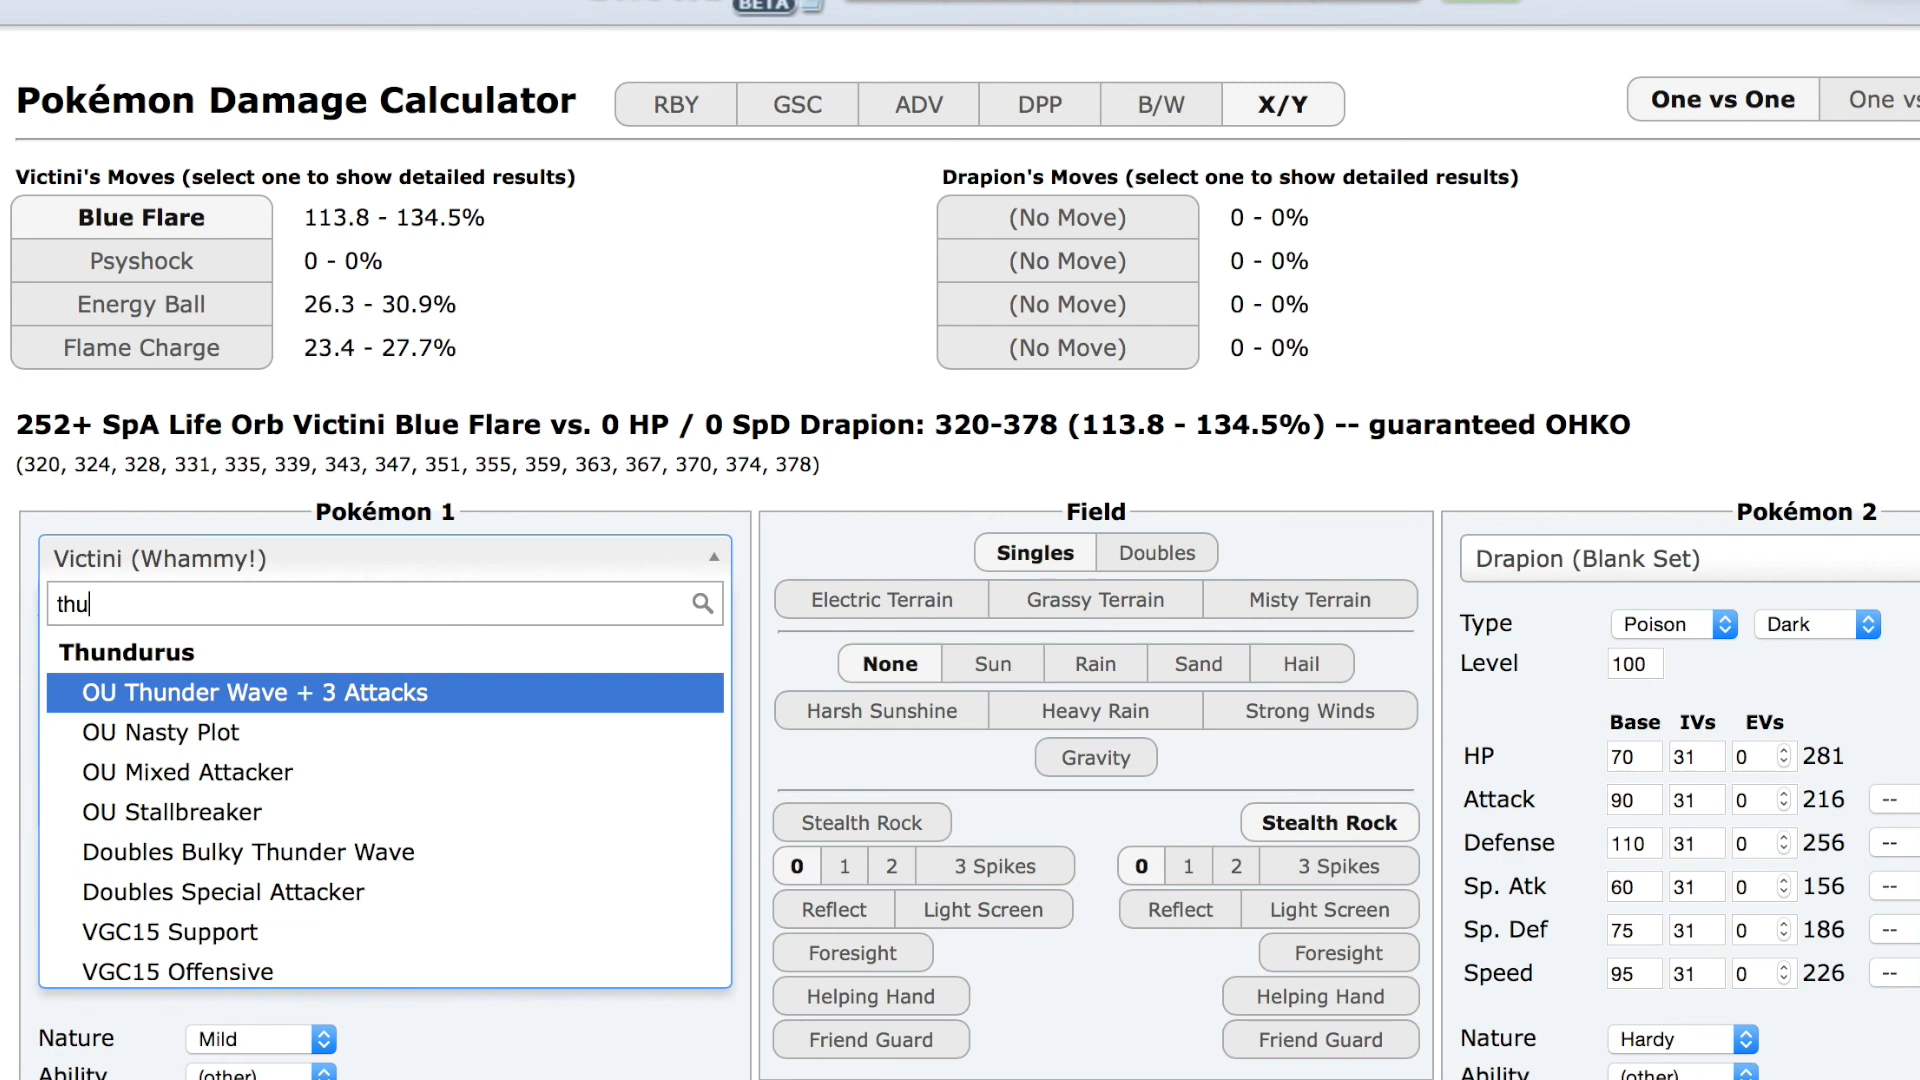 BETA
Pokémon Damage Calculator RBY GSC ADV DPP B/W X/Y One vs One One vs
Victini's Moves (select one to show detailed results) Drapion's Moves (select one to show detailed results)
Blue Flare 113.8 - 134.5% (No Move) 0 - 0%
Psyshock 0 - 0% (No Move) 0 - 0%
Energy Ball 26.3 - 30.9% (No Move) 0 - 0%
Flame Charge 23.4 - 27.7% (No Move) 0 - 0%
252+ SpA Life Orb Victini Blue Flare vs. 0 HP / 0 SpD Drapion: 320-378 (113.8 - 134.5%) -- guaranteed OHKO
(320, 324, 328, 331, 335, 339, 343, 347, 351, 355, 359, 363, 367, 370, 374, 378)
Pokémon 1
Victini (Whammy!)
thu
Thundurus
OU Thunder Wave + 3 Attacks
OU Nasty Plot
OU Mixed Attacker
OU Stallbreaker
Doubles Bulky Thunder Wave
Doubles Special Attacker
VGC15 Support
VGC15 Offensive
Nature Mild
Ability (other)
Field
Singles Doubles
Electric Terrain Grassy Terrain Misty Terrain
None Sun Rain Sand Hail
Harsh Sunshine Heavy Rain Strong Winds
Gravity
Stealth Rock Stealth Rock
0 1 2 3 Spikes 0 1 2 3 Spikes
Reflect Light Screen Reflect Light Screen
Foresight Foresight
Helping Hand Helping Hand
Friend Guard Friend Guard
Pokémon 2
Drapion (Blank Set)
Type Poison Dark
Level 100
Base IVs EVs
HP 70 31 0 281
Attack 90 31 0 216 --
Defense 110 31 0 256 --
Sp. Atk 60 31 0 156 --
Sp. Def 75 31 0 186 --
Speed 95 31 0 226 --
Nature Hardy
Ability (other)